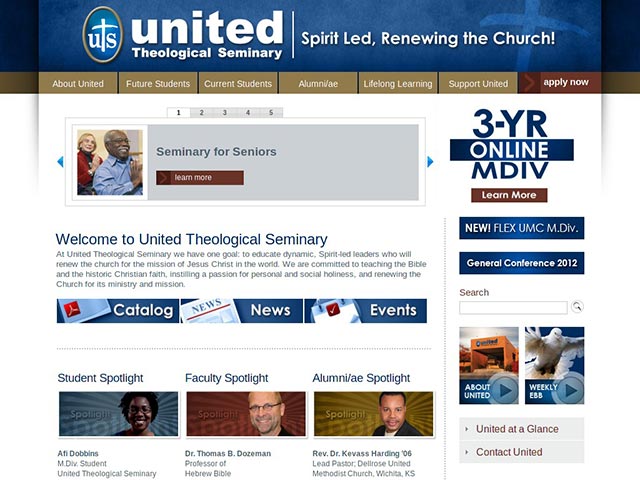 uts
united
Theological Seminary
Spirit Led, Renewing the Church!
About United
Future Students
Current Students
Alumni/ae
Lifelong Learning
Support United
apply now
1 2 3 4 5
Seminary for Seniors
learn more
3-YR
ONLINE
MDIV
Learn More
NEW! FLEX UMC M.Div.
General Conference 2012
Search
Welcome to United Theological Seminary
At United Theological Seminary we have one goal: to educate dynamic, Spirit-led leaders who will
renew the church for the mission of Jesus Christ in the world. We are committed to teaching the Bible
and the historic Christian faith, instilling a passion for personal and social holiness, and renewing the
Church for its ministry and mission.
Catalog
NEWS
News
Events
united
ABOUT
UNITED
WEEKLY
EBB
Student Spotlight
Faculty Spotlight
Alumni/ae Spotlight
Spotlight
Spotlight
Spotlight
Afi Dobbins
M.Div. Student
United Theological Seminary
Dr. Thomas B. Dozeman
Professor of
Hebrew Bible
Rev. Dr. Kevass Harding '06
Lead Pastor; Dellrose United
Methodist Church, Wichita, KS
United at a Glance
Contact United